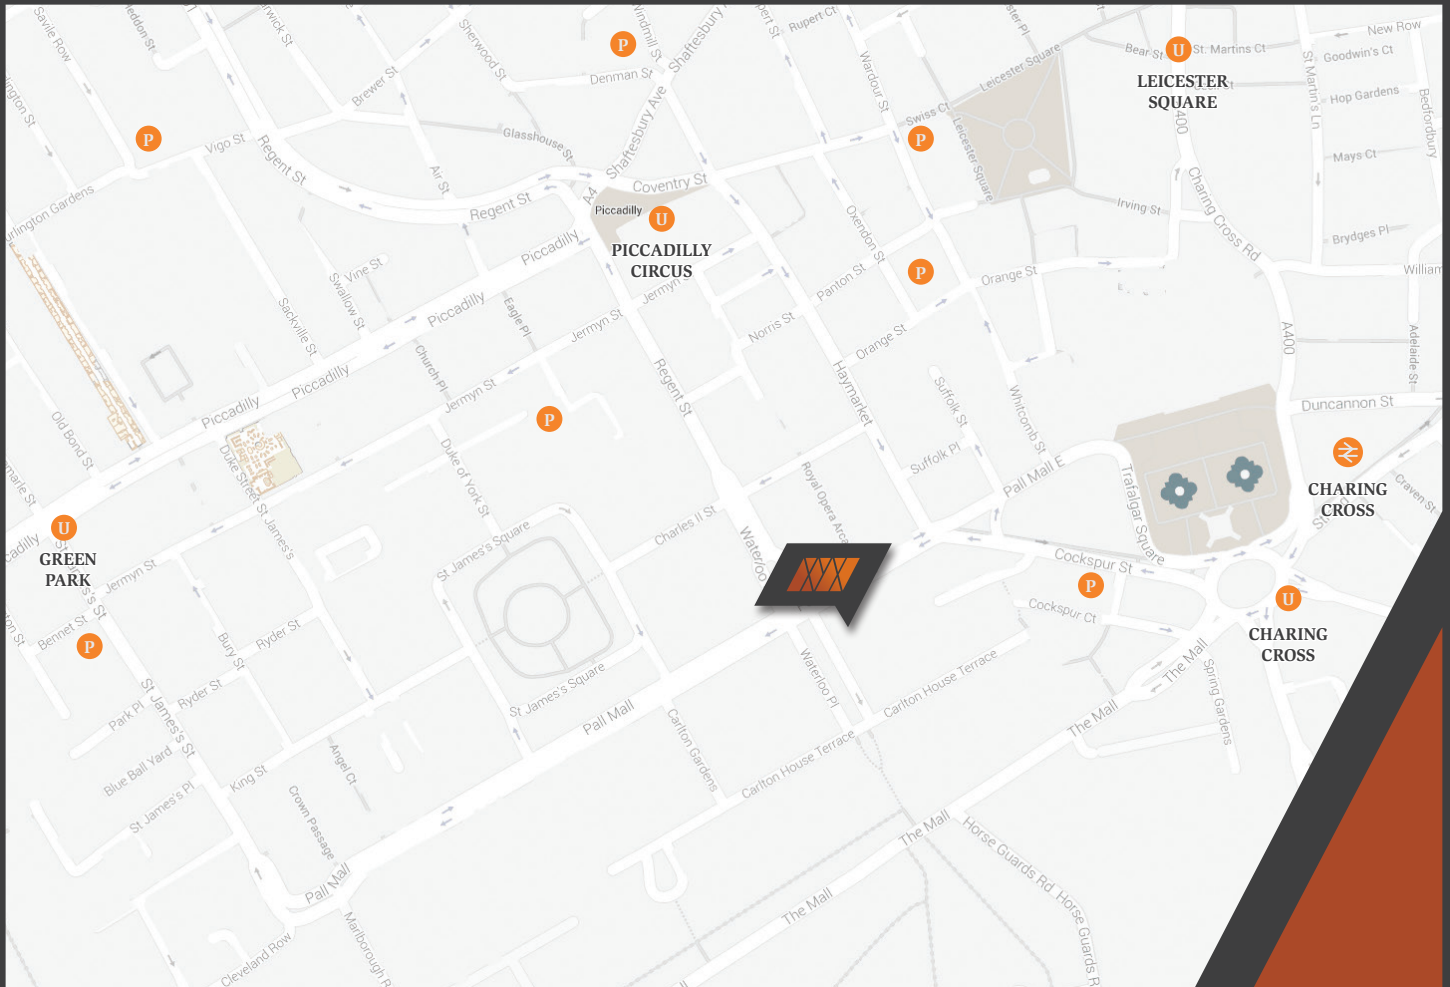 Savile Row
Heddon St
Warwick St
Sherwood St
Windmill St
Shaftesbury
Rupert Ct
Wardour St
Leicester Square
Bear St
U
St. Martins Ct
New Row
Goodwin's Ct
P
Denman St
Brewer St
LEICESTER
SQUARE
St Martin's Ln
Hop Gardens
Bedfordbury
Swiss Ct
P
Leicester Square
Mays Ct
P
Vigo St
Regent St
Glasshouse St
Shaftesbury Ave
A4
Air St
Coventry St
Regent St
Piccadilly
U
PICCADILLY
CIRCUS
Oxendon St
Irving St
Charing Cross Rd
Brydges Pl
William
Burlington Gardens
Vine St
Swallow St
Sackville St
Piccadilly
Piccadilly
Eagle Pl
Jermyn St
Jermyn
Norris St
Panton St
P
Orange St
Orange St
A400
Adelaide St
Church Pl
Piccadilly
Piccadilly
Jermyn St
Regent St
Haymarket
Suffolk St
Whitcomb St
Duncannon St
Old Bond St
P
Duke Street St James's
Duke of York St
Suffolk Pl
Pall Mall E
Trafalgar Square
CHARING
CROSS
Craven St
Royal Opera Arca
Charles II St
Waterloo
St James's Square
U
GREEN
PARK
Jermyn St
Bennet St
P
Bury St
Ryder St
Ryder St
Park Pl
St James's St
Blue Ball Yard
St James's Pl
King St
Angel Ct
Crown Passage
Pall Mall
St James's Square
Pall Mall
Carlton Gardens
Waterloo Pl
Carlton House Terrace
Carlton House Terrace
Cockspur St
P
Cockspur Ct
U
CHARING
CROSS
The Mall
Spring Gardens
The Mall
The Mall
The Mall
Horse Guards Rd
Horse Guards R
Marlborough R
Cleveland Row